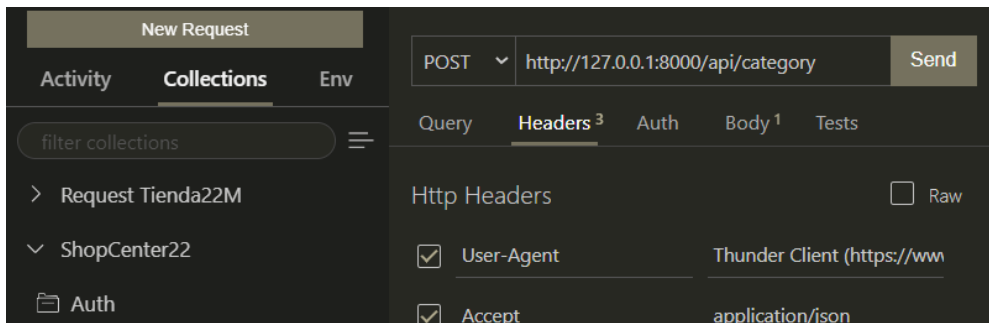 New Request
Activity Collections Env
filter collections
Request Tienda22M
ShopCenter22
Auth
POST http://127.0.0.1:8000/api/category Send
Query Headers 3 Auth Body 1 Tests
Http Headers Raw
User-Agent Thunder Client (https://www
Accept application/json